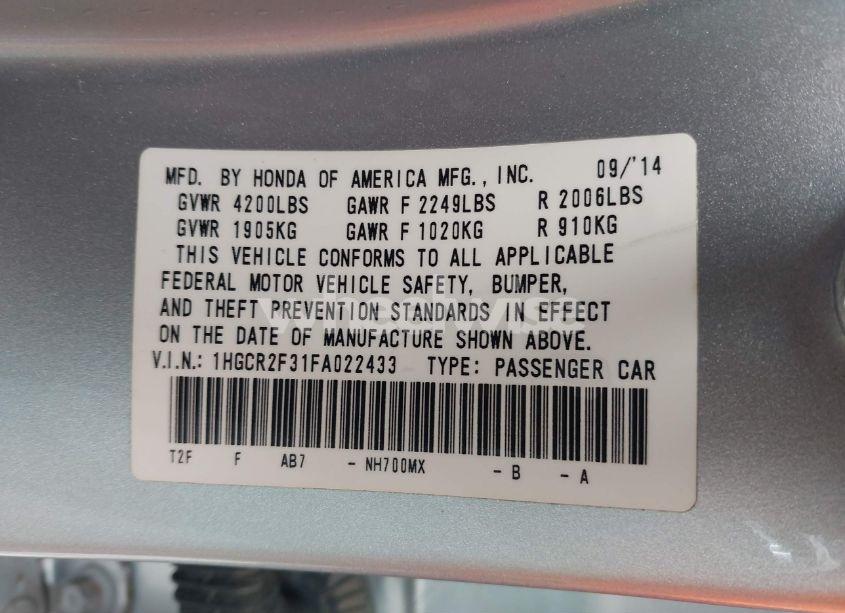 MFD. BY HONDA OF AMERICA MFG., INC. 09/'14
GVWR 4200LBS GAWR F 2249LBS R 2006LBS
GVWR 1905KG GAWR F 1020KG R 910KG
THIS VEHICLE CONFORMS TO ALL APPLICABLE
FEDERAL MOTOR VEHICLE SAFETY, BUMPER,
AND THEFT PREVENTION STANDARDS IN EFFECT
ON THE DATE OF MANUFACTURE SHOWN ABOVE.
V.I.N.: 1HGCR2F31FA022433 TYPE: PASSENGER CAR
T2F F AB7 - NH700MX - B - A